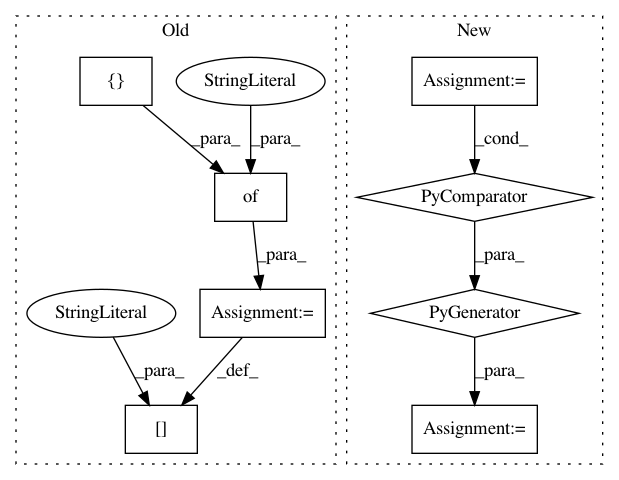 Old
New
{}
StringLiteral
Assignment:=
_para_
_para_
_cond_
of
PyComparator
_para_
_para_
StringLiteral
Assignment:=
PyGenerator
_para_
_def_
_para_
[]
Assignment:=